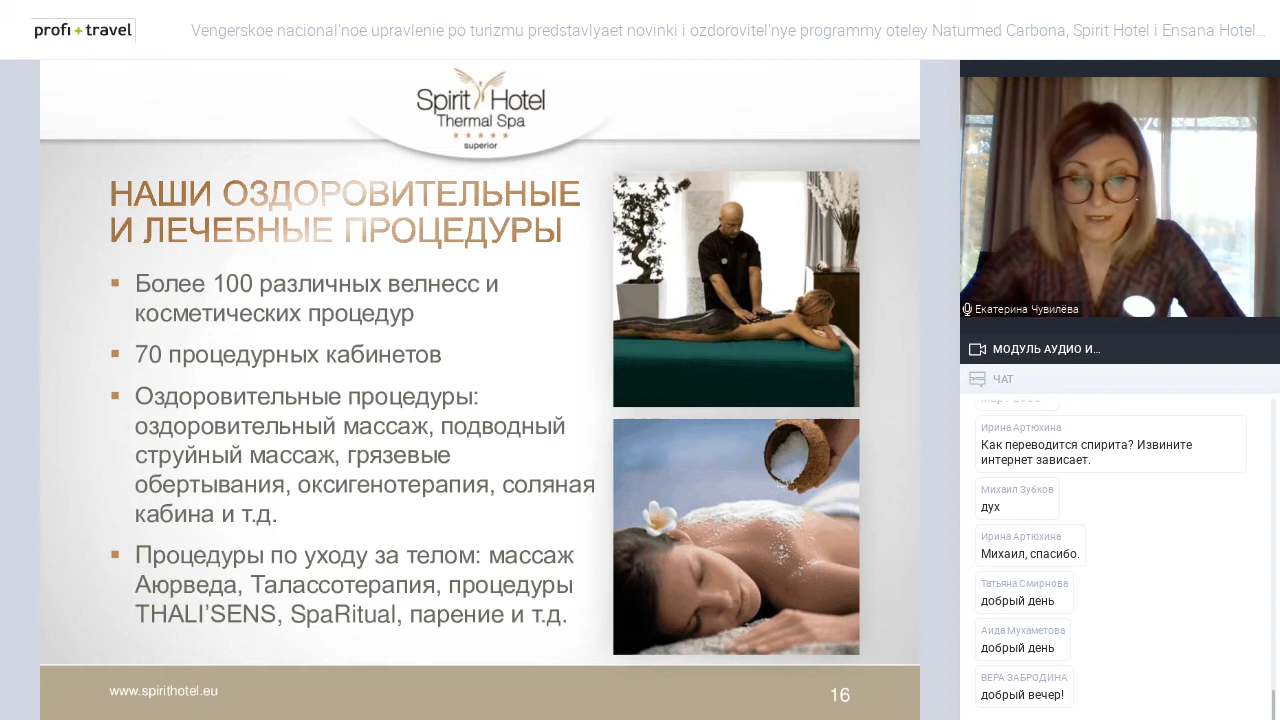 profi+travel
Vengerskoe nacional'noe upravlenie po turizmu predstavlyaet novinki i ozdorovitel'nye programmy oteley Naturmed Carbona, Spirit Hotel i Ensana Hotel...
Spirit Hotel
Thermal Spa
superior
НАШИ ОЗДОРОВИТЕЛЬНЫЕ
И ЛЕЧЕБНЫЕ ПРОЦЕДУРЫ
Более 100 различных велнесс и
косметических процедур
70 процедурных кабинетов
Оздоровительные процедуры:
оздоровительный массаж, подводный
струйный массаж, грязевые
обертывания, оксигенотерапия, соляная
кабина и т.д.
Процедуры по уходу за телом: массаж
Аюрведа, Талассотерапия, процедуры
THALI’SENS, SpaRitual, парение и т.д.
www.spirithotel.eu
16
Екатерина Чувилёва
МОДУЛЬ АУДИО И...
ЧАТ
Ирина Артюхина
Как переводится спирита? Извините
интернет зависает.
Михаил Зубков
дух
Ирина Артюхина
Михаил, спасибо.
Татьяна Смирнова
добрый день
Аида Мухаметова
добрый день
ВЕРА ЗАБРОДИНА
добрый вечер!